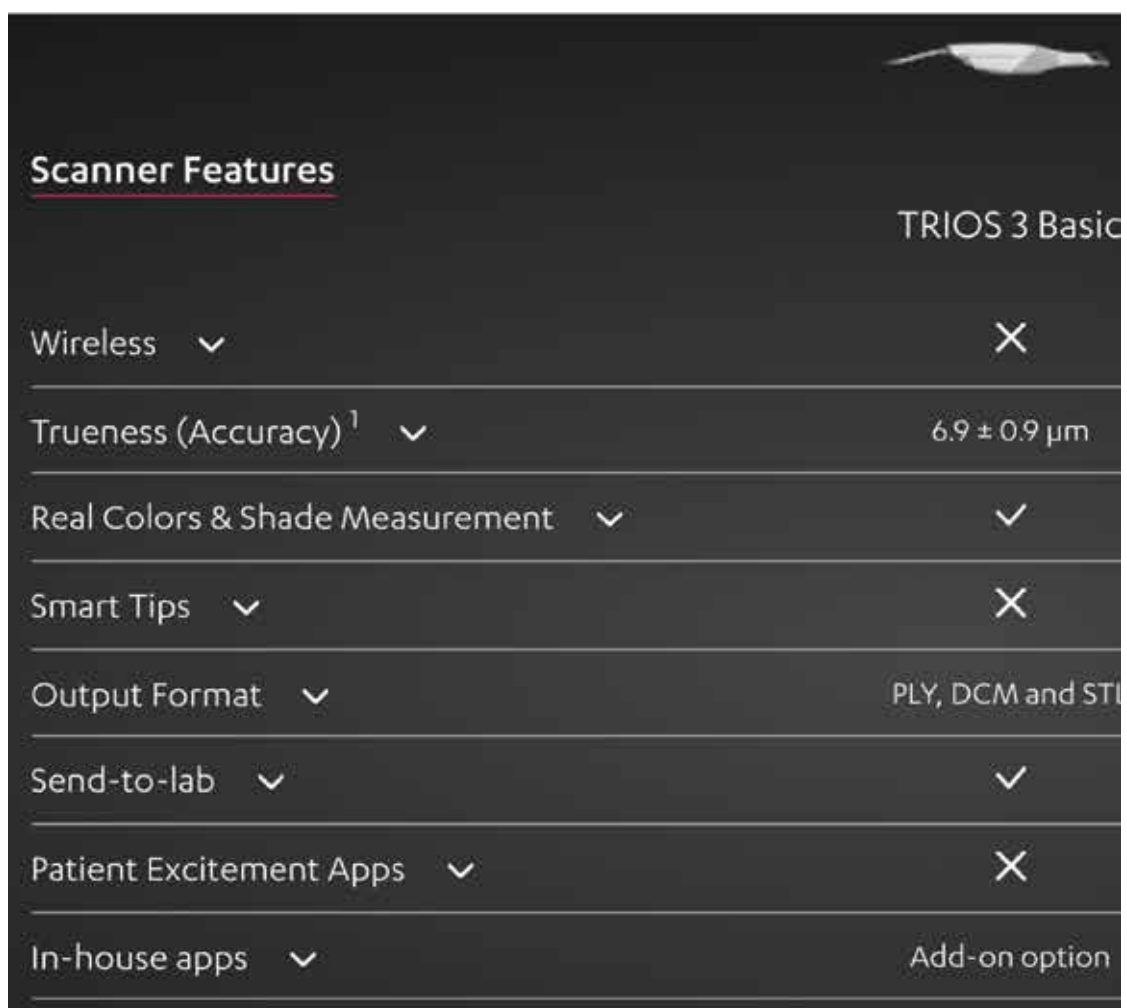 Scanner Features
TRIOS 3 Basic
Wireless
Trueness (Accuracy) 1
6.9 ± 0.9 µm
Real Colors & Shade Measurement
Smart Tips
Output Format
PLY, DCM and STL
Send-to-lab
Patient Excitement Apps
In-house apps
Add-on option